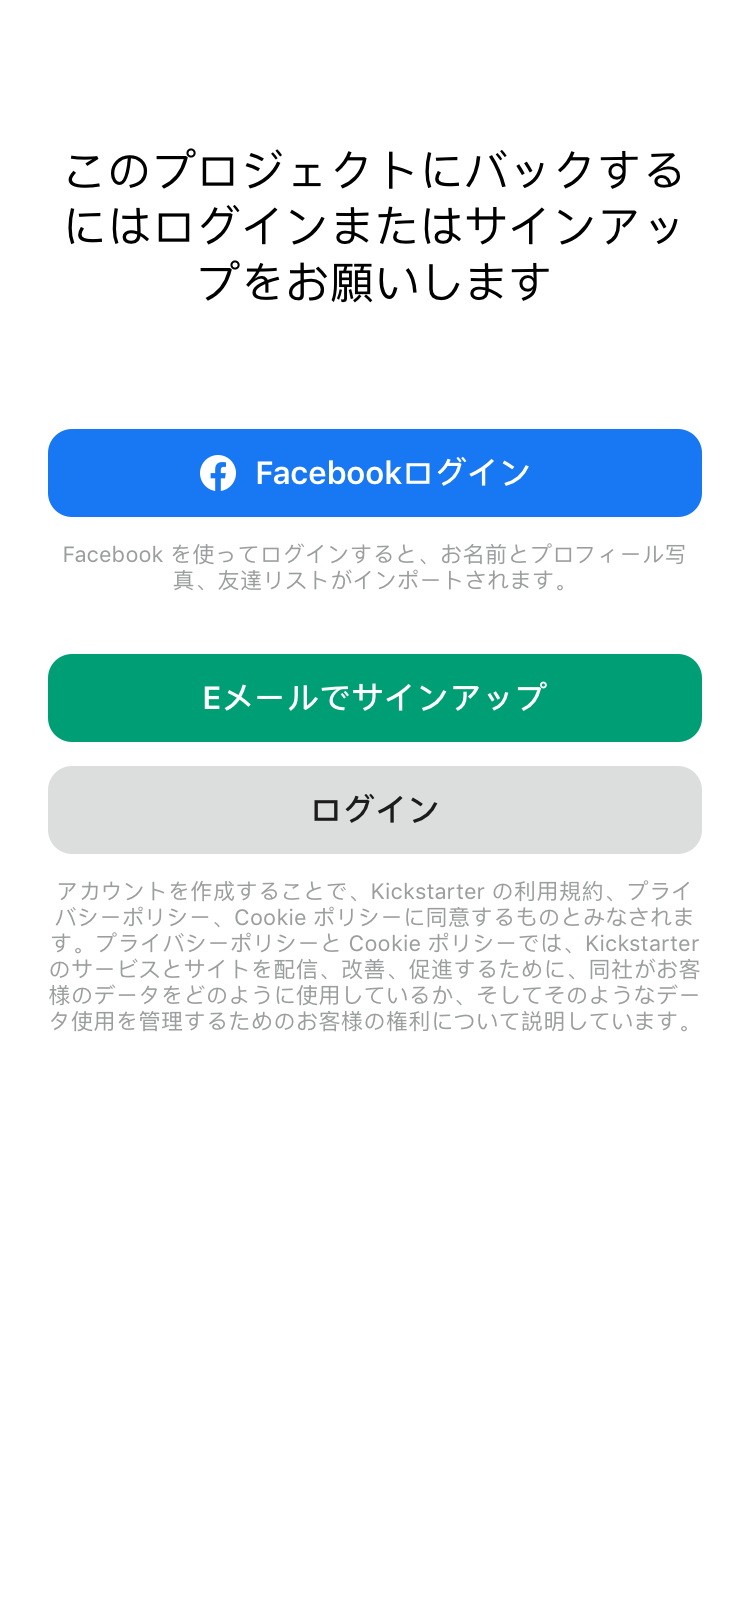 このプロジェクトにバックする
にはログインまたはサインアッ
プをお願いします
Facebookログイン
Facebook を使ってログインすると、お名前とプロフィール写
真、友達リストがインポートされます。
Eメールでサインアップ
ログイン
アカウントを作成することで、Kickstarter の利用規約、プライ
バシーポリシー、Cookie ポリシーに同意するものとみなされま
す。プライバシーポリシーと Cookie ポリシーでは、Kickstarter
のサービスとサイトを配信、改善、促進するために、同社がお客
様のデータをどのように使用しているか、そしてそのようなデー
タ使用を管理するためのお客様の権利について説明しています。